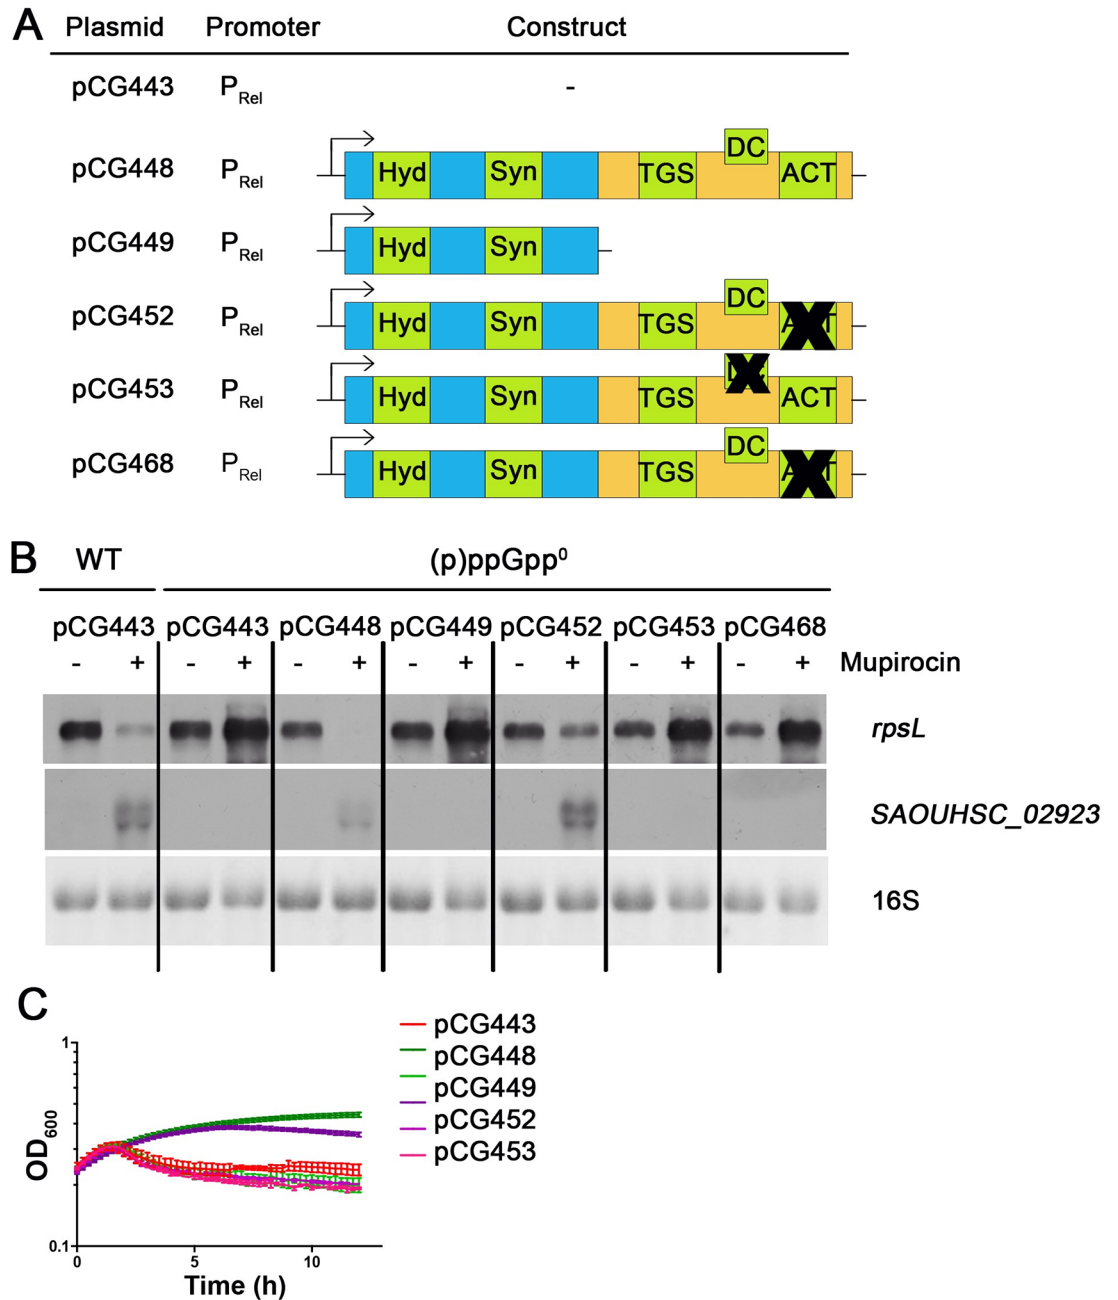 A Plasmid Promoter Construct
pCG443 PRel -
pCG448 PRel Hyd Syn TGS DC ACT
pCG449 PRel Hyd Syn
pCG452 PRel Hyd Syn TGS DC
pCG453 PRel Hyd Syn TGS ACT
pCG468 PRel Hyd Syn TGS DC
B WT (p)ppGpp⁰
pCG443 pCG443 pCG448 pCG449 pCG452 pCG453 pCG468
- + - + - + - + - + - + - + Mupirocin
rpsL
SAOUHSC_02923
16S
C
pCG443
pCG448
pCG449
pCG452
pCG453
1
OD600
0.1
0 5 10
Time (h)